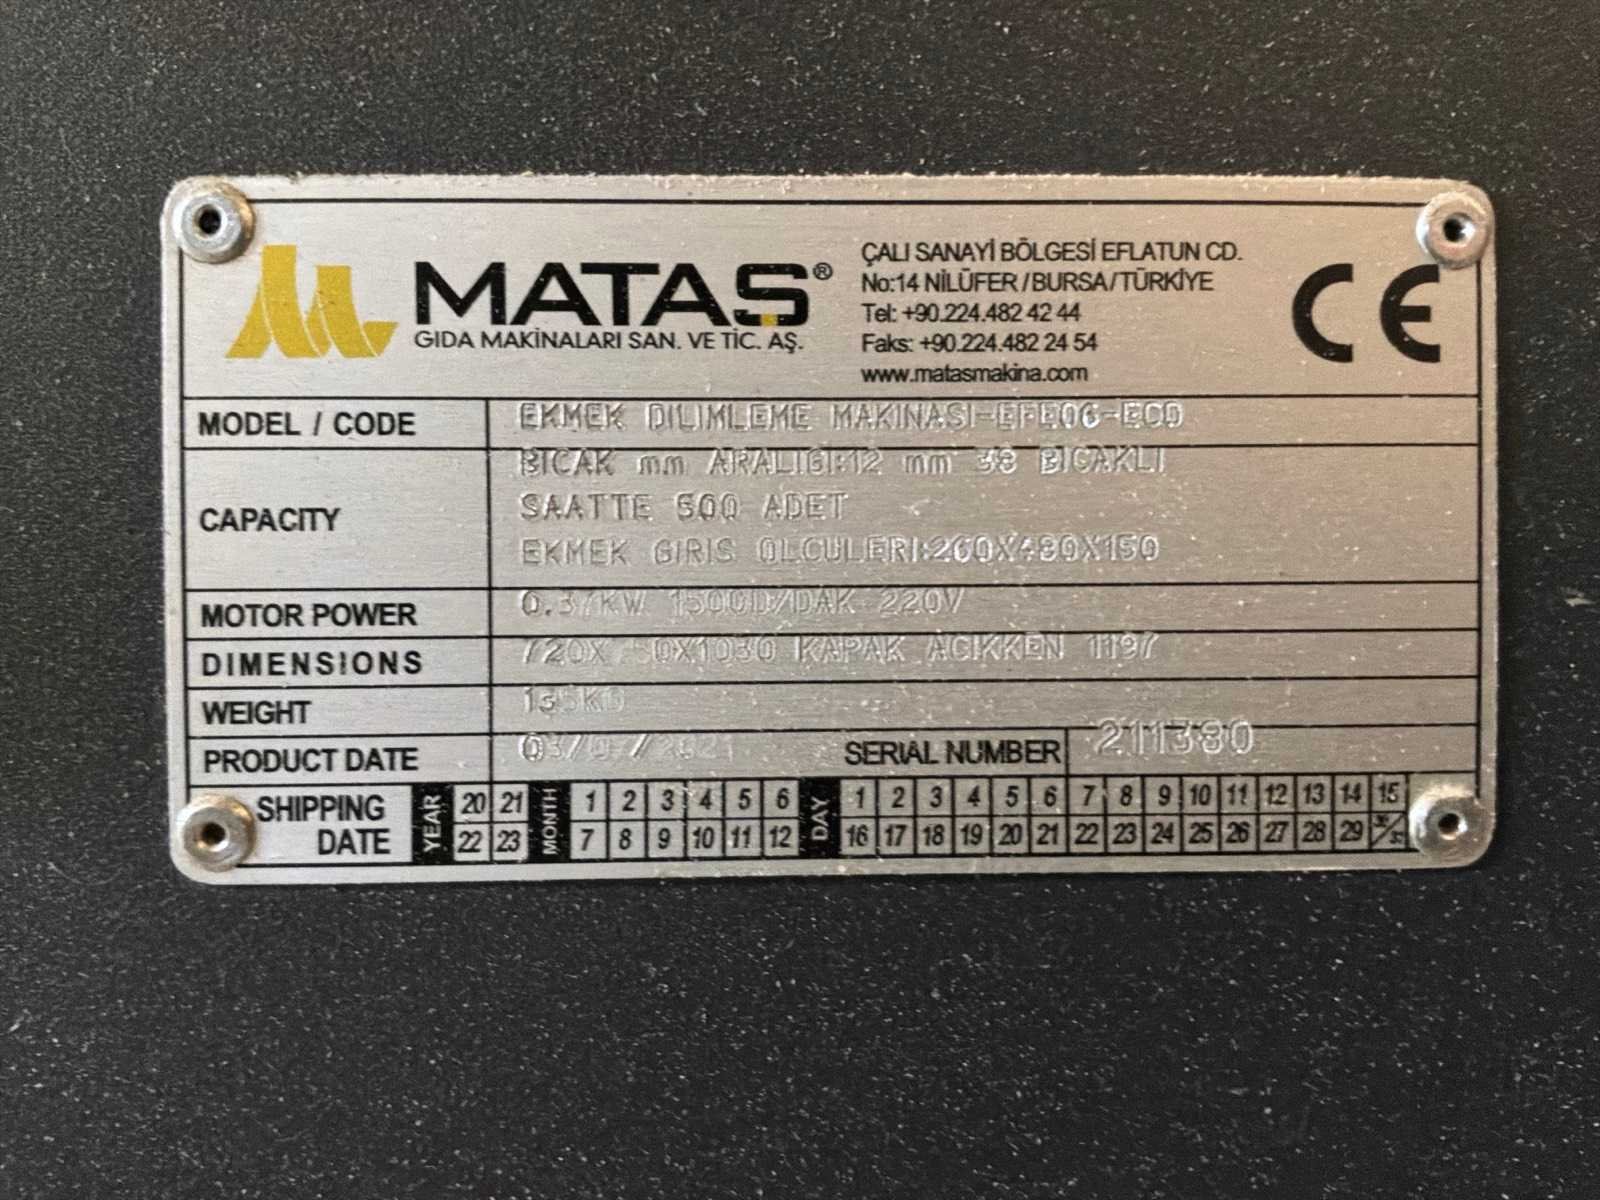 MATAŞ®
GIDA MAKİNALARI SAN. VE TİC. AŞ.
ÇALI SANAYİ BÖLGESİ EFLATUN CD.
No:14 NİLÜFER/BURSA/TÜRKİYE
Tel: +90.224.482 42 44
Faks: +90.224.482 24 54
www.matasmakina.com
CE
MODEL / CODE EKMEK DILIMLEME MAKINASI-EFE06-ECO
CAPACITY
BICAK mm ARALIGI:12 mm 38 BICAKLI
SAATTE 500 ADET
EKMEK GIRIS OLCULERI:260X480X150
MOTOR POWER 0.37KW 1500D/DAK 220V
DIMENSIONS KAPAK ACIKKEN 1197
WEIGHT
PRODUCT DATE SERIAL NUMBER 211380
SHIPPING DATE YEAR 20 21 22 23 MONTH 1 2 3 4 5 6 7 8 9 10 11 12 DAY 1 2 3 4 5 6 7 8 9 10 11 12 13 14 15 16 17 18 19 20 21 22 23 24 25 26 27 28 29